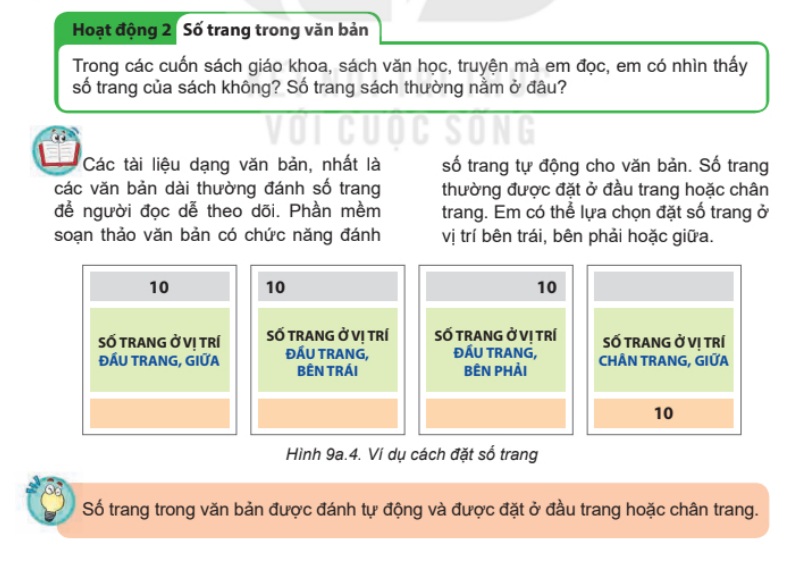 Hoạt động 2 Số trang trong văn bản
Trong các cuốn sách giáo khoa, sách văn học, truyện mà em đọc, em có nhìn thấy
số trang của sách không? Số trang sách thường nằm ở đâu?
KẾT NỐI TRI THỨC
VỚI CUỘC SỐNG
Các tài liệu dạng văn bản, nhất là
các văn bản dài thường đánh số trang
để người đọc dễ theo dõi. Phần mềm
soạn thảo văn bản có chức năng đánh
số trang tự động cho văn bản. Số trang
thường được đặt ở đầu trang hoặc chân
trang. Em có thể lựa chọn đặt số trang ở
vị trí bên trái, bên phải hoặc giữa.
10
SỐ TRANG Ở VỊ TRÍ
ĐẦU TRANG, GIỮA
10
SỐ TRANG Ở VỊ TRÍ
ĐẦU TRANG,
BÊN TRÁI
10
SỐ TRANG Ở VỊ TRÍ
ĐẦU TRANG,
BÊN PHẢI
SỐ TRANG Ở VỊ TRÍ
CHÂN TRANG, GIỮA
10
Hình 9a.4. Ví dụ cách đặt số trang
Số trang trong văn bản được đánh tự động và được đặt ở đầu trang hoặc chân trang.